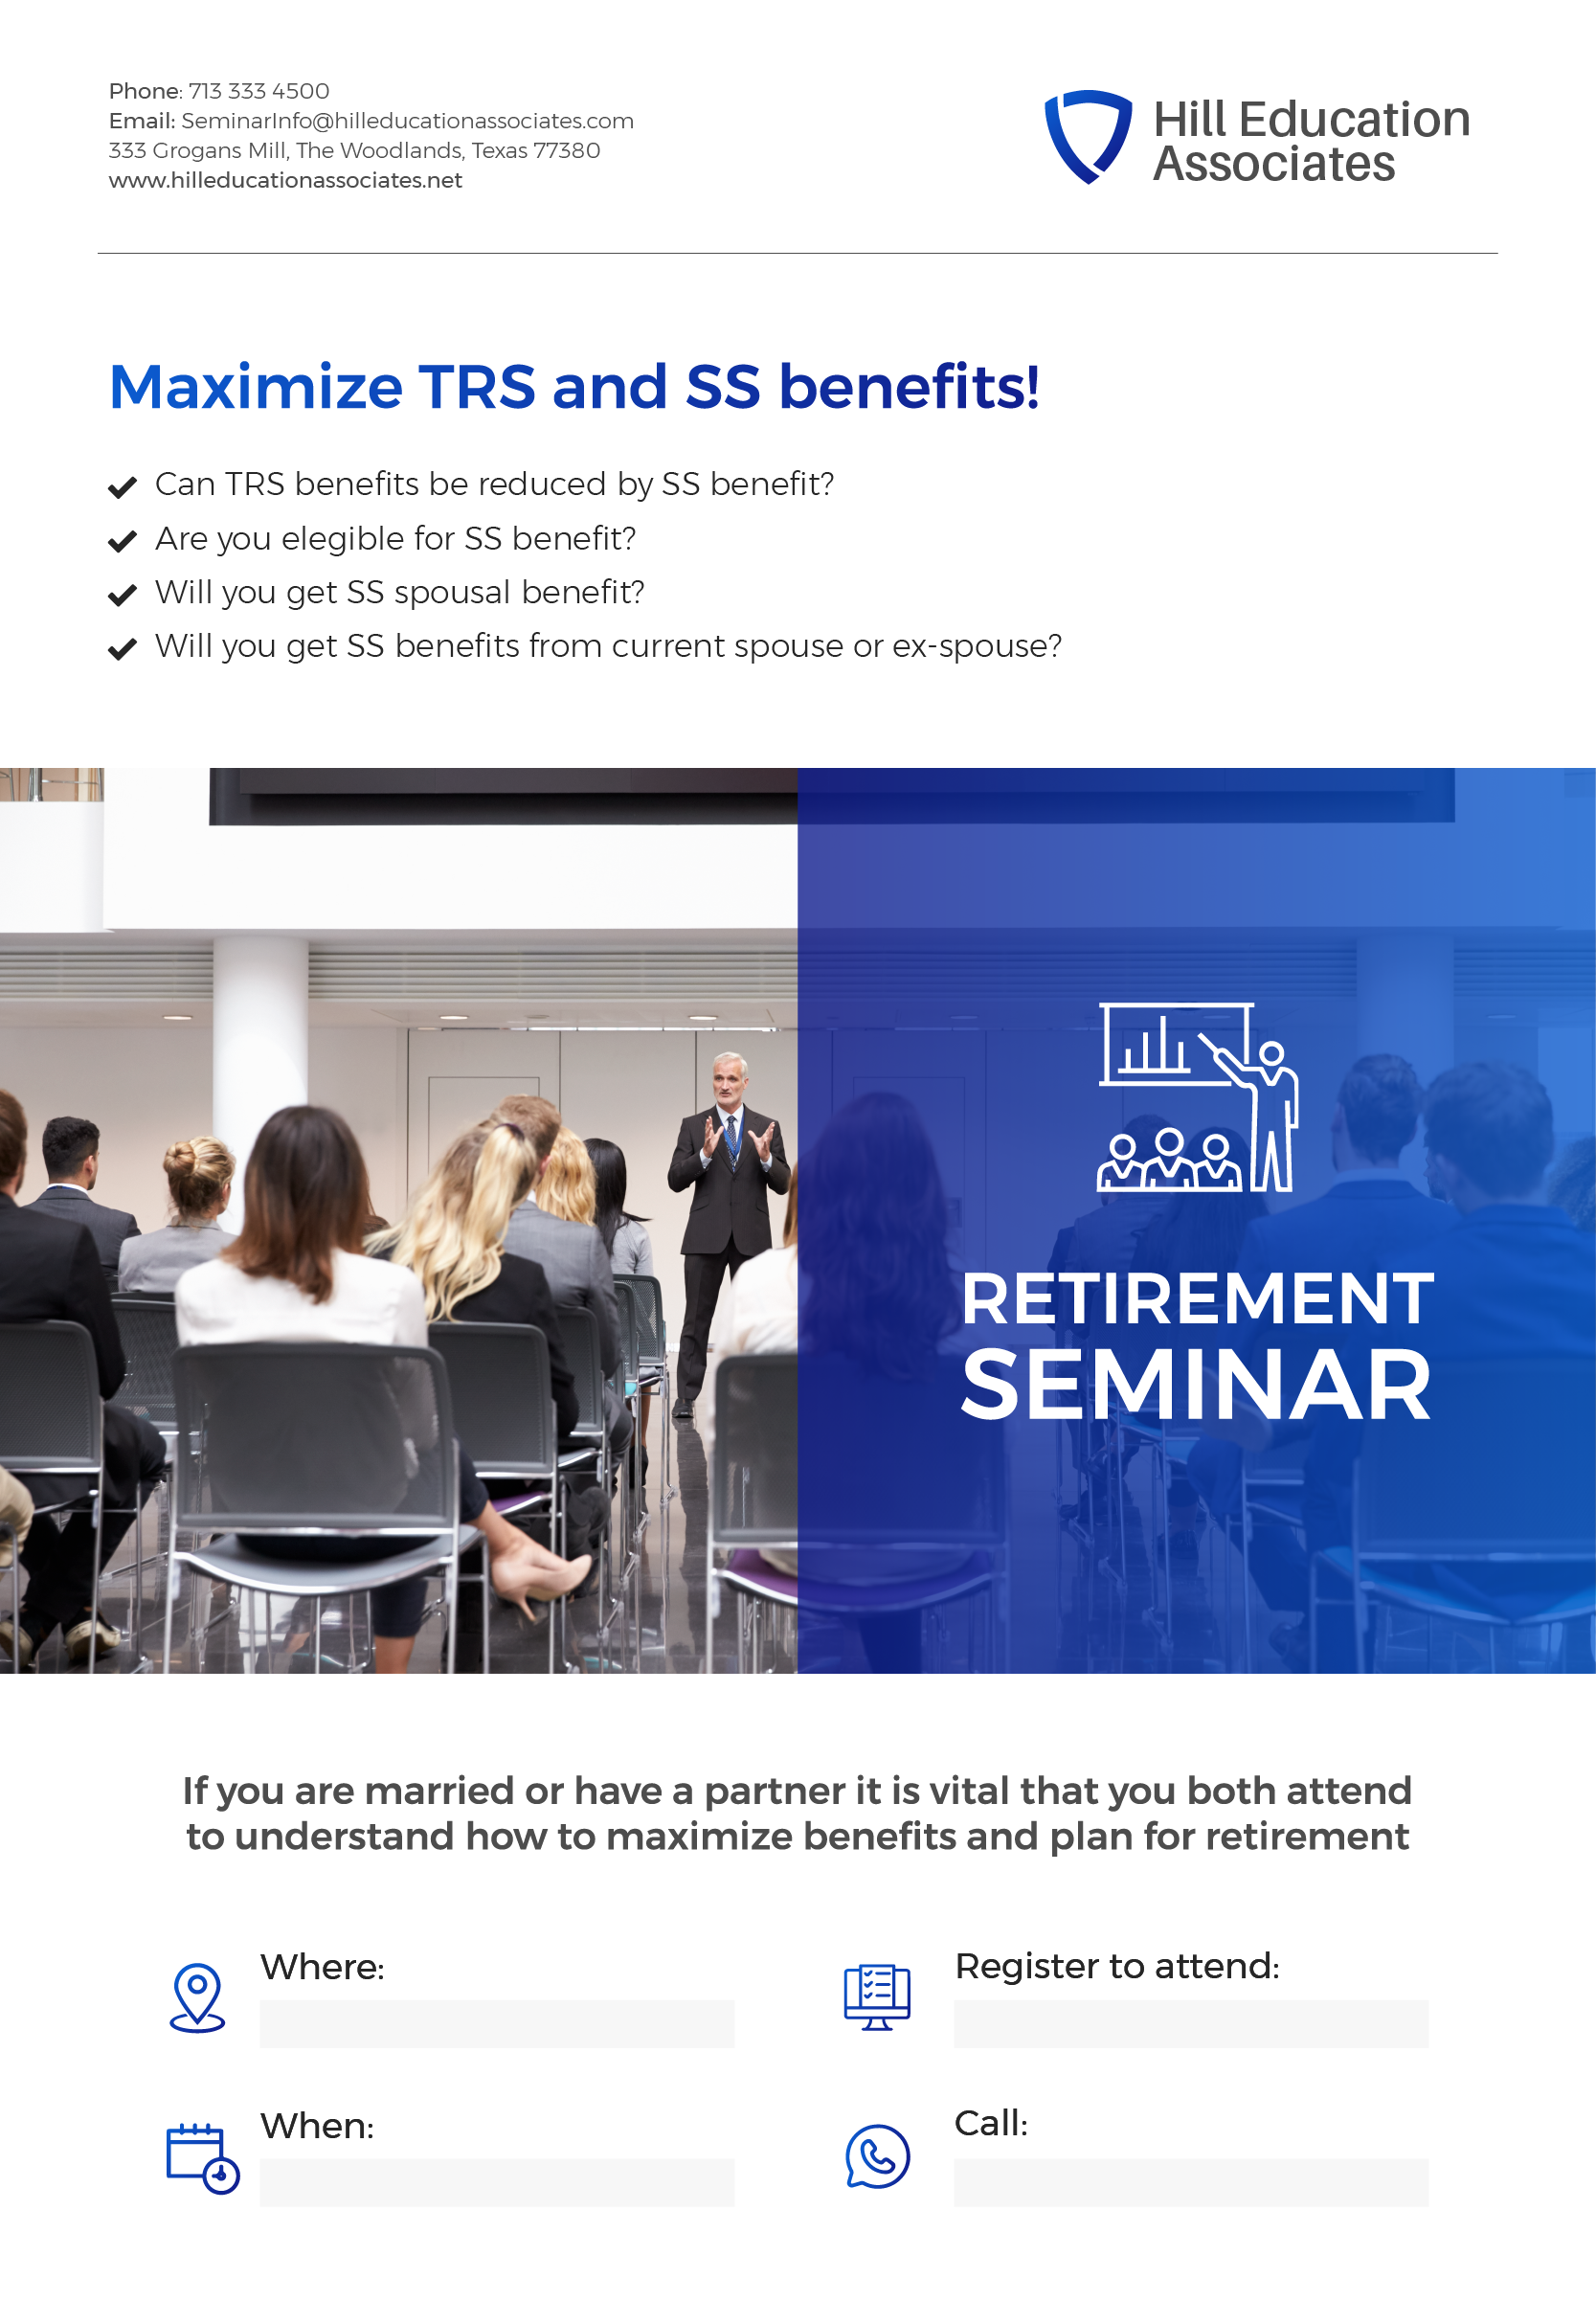 Phone: 713 333 4500
Email: SeminarInfo@hilleducationassociates.com
333 Grogans Mill, The Woodlands, Texas 77380
www.hilleducationassociates.net
Hill Education
Associates
Maximize TRS and SS benefits!
Can TRS benefits be reduced by SS benefit?
Are you elegible for SS benefit?
Will you get SS spousal benefit?
Will you get SS benefits from current spouse or ex-spouse?
RETIREMENT
SEMINAR
If you are married or have a partner it is vital that you both attend
to understand how to maximize benefits and plan for retirement
Where:
Register to attend:
When:
Call: